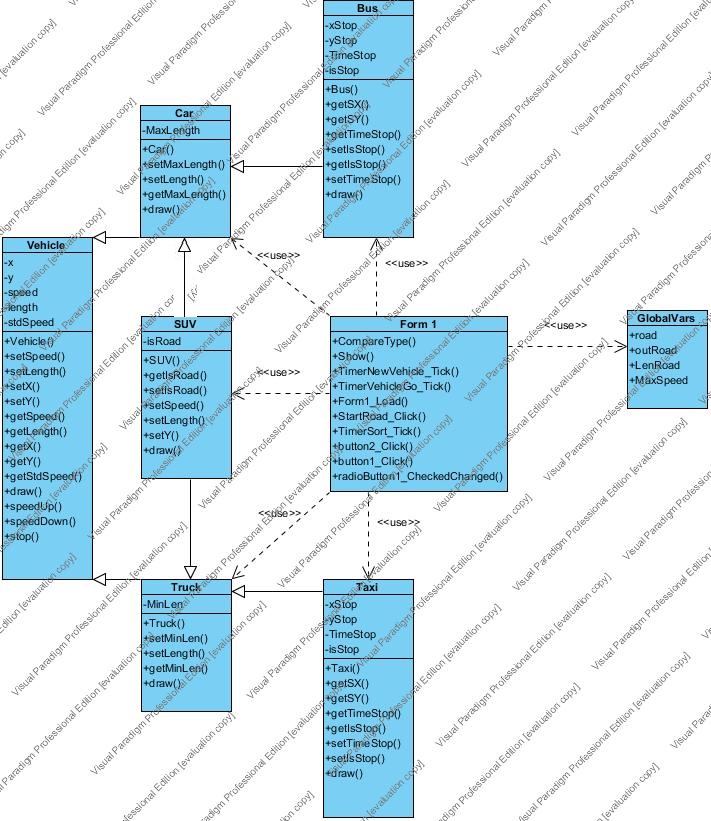 Bus
-xStop
-yStop
-TimeStop
-isStop
+Bus()
+getSX()
+getSY()
+getTimeStop()
+setIsStop()
+getIsStop()
+setTimeStop()
+draw()
Car
-MaxLength
+Car()
+setMaxLength()
+setLength()
+getMaxLength()
+draw()
Vehicle
-x
-y
-speed
-length
-stdSpeed
+Vehicle()
+setSpeed()
+setLength()
+setX()
+setY()
+getSpeed()
+getLength()
+getX()
+getY()
+getStdSpeed()
+draw()
+speedUp()
+speedDown()
+stop()
SUV
-isRoad
+SUV()
+getIsRoad()
+setIsRoad()
+setSpeed()
+setLength()
+setY()
+draw()
Form 1
+CompareType()
+Show()
+TimerNewVehicle_Tick()
+TimerVehicleGo_Tick()
+Form1_Load()
+StartRoad_Click()
+TimerSort_Tick()
+button2_Click()
+button1_Click()
+radioButton1_CheckedChanged()
GlobalVars
+road
+outRoad
+LenRoad
+MaxSpeed
<<use>>
<<use>>
<<use>>
<<use>>
<<use>>
<<use>>
Truck
-MinLen
+Truck()
+setMinLen()
+setLength()
+getMinLen()
+draw()
Taxi
-xStop
-yStop
-TimeStop
-isStop
+Taxi()
+getSX()
+getSY()
+getTimeStop()
+getIsStop()
+setTimeStop()
+setIsStop()
+draw()
Visual Paradigm Professional Edition [evaluation copy]